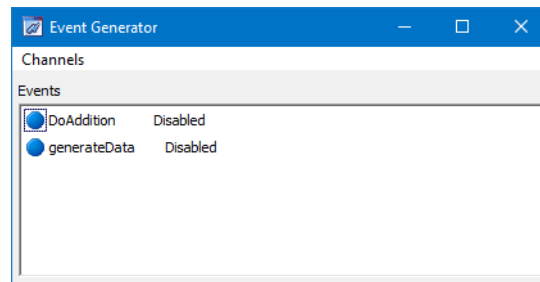 Event Generator
Channels
Events
DoAddition Disabled
generateData Disabled